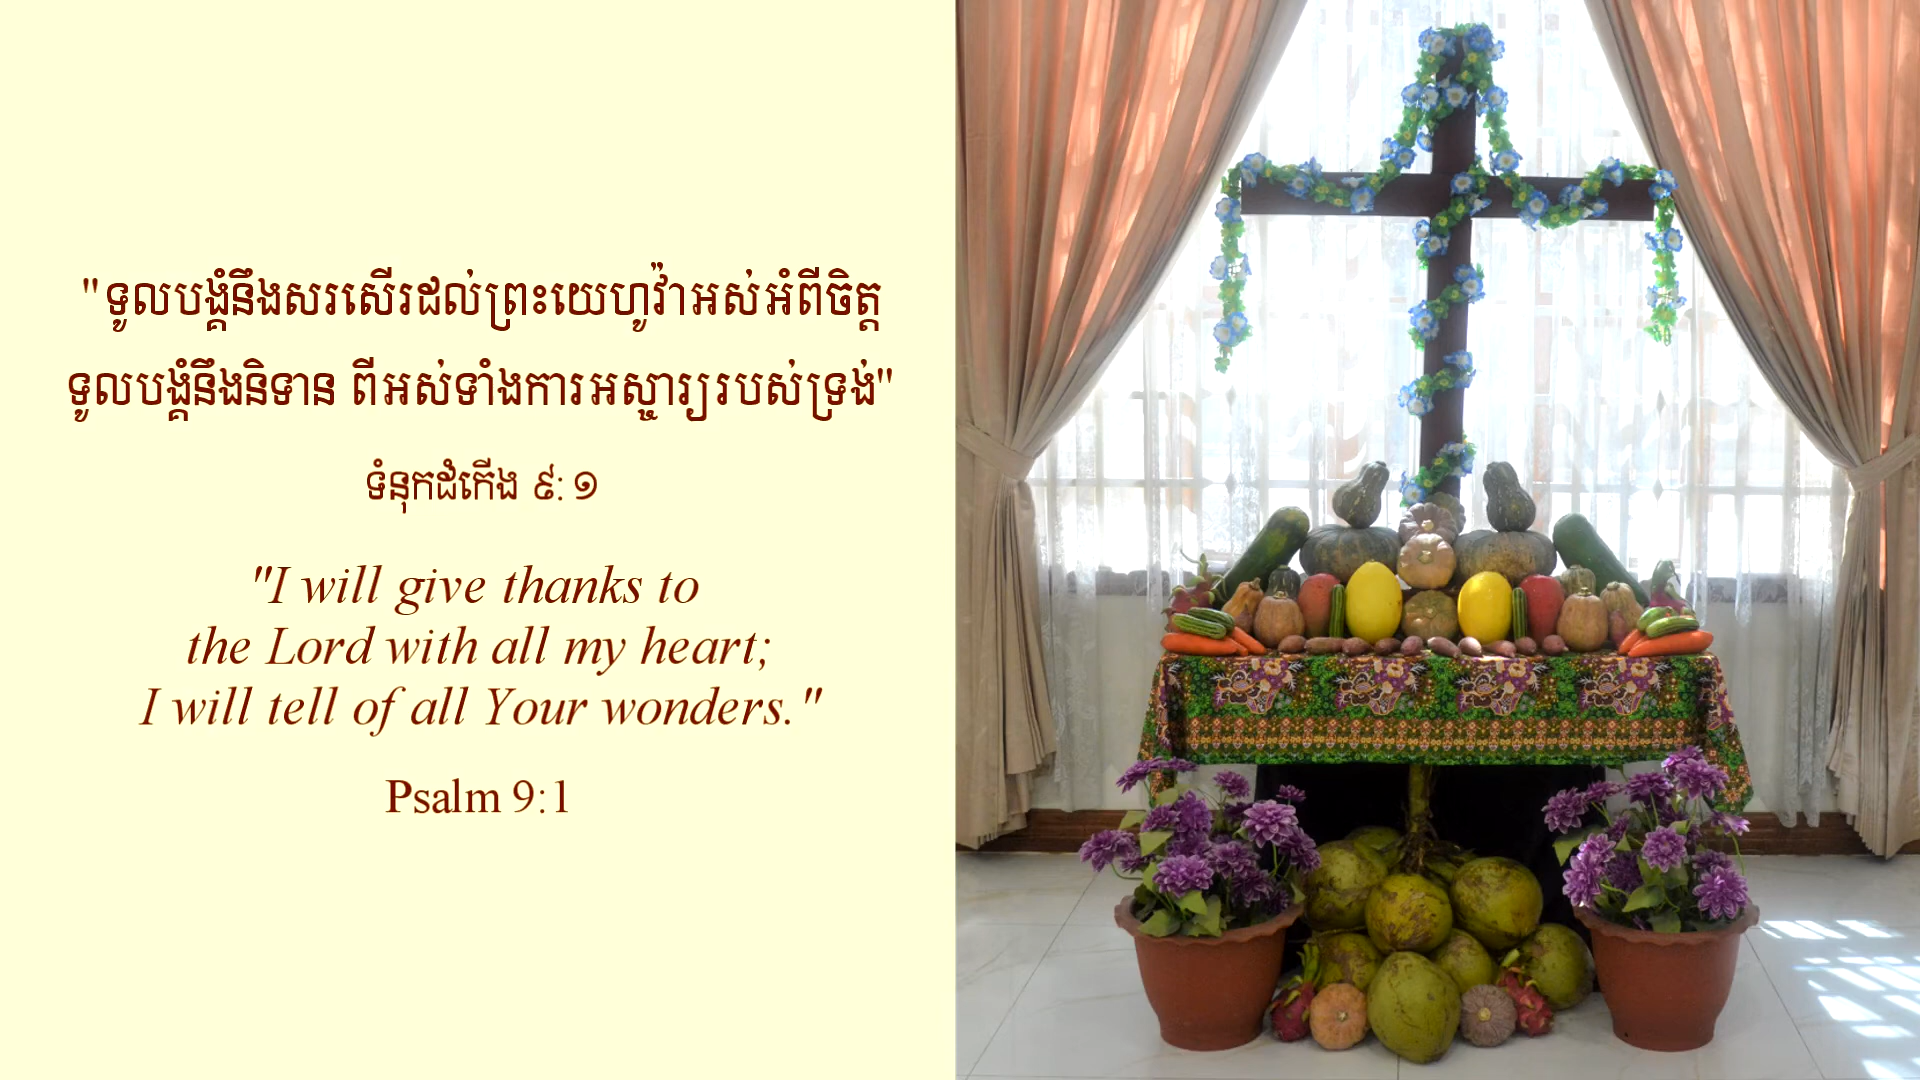 "ទូលបង្គំនឹងសរសើរដល់ព្រះយេហូវ៉ាអស់អំពីចិត្ត
ទូលបង្គំនឹងនិទាន ពីអស់ទាំងការអស្ចារ្យរបស់ទ្រង់"
ទំនុកដំកើង ៩:១
"I will give thanks to
the Lord with all my heart;
I will tell of all Your wonders."
Psalm 9:1